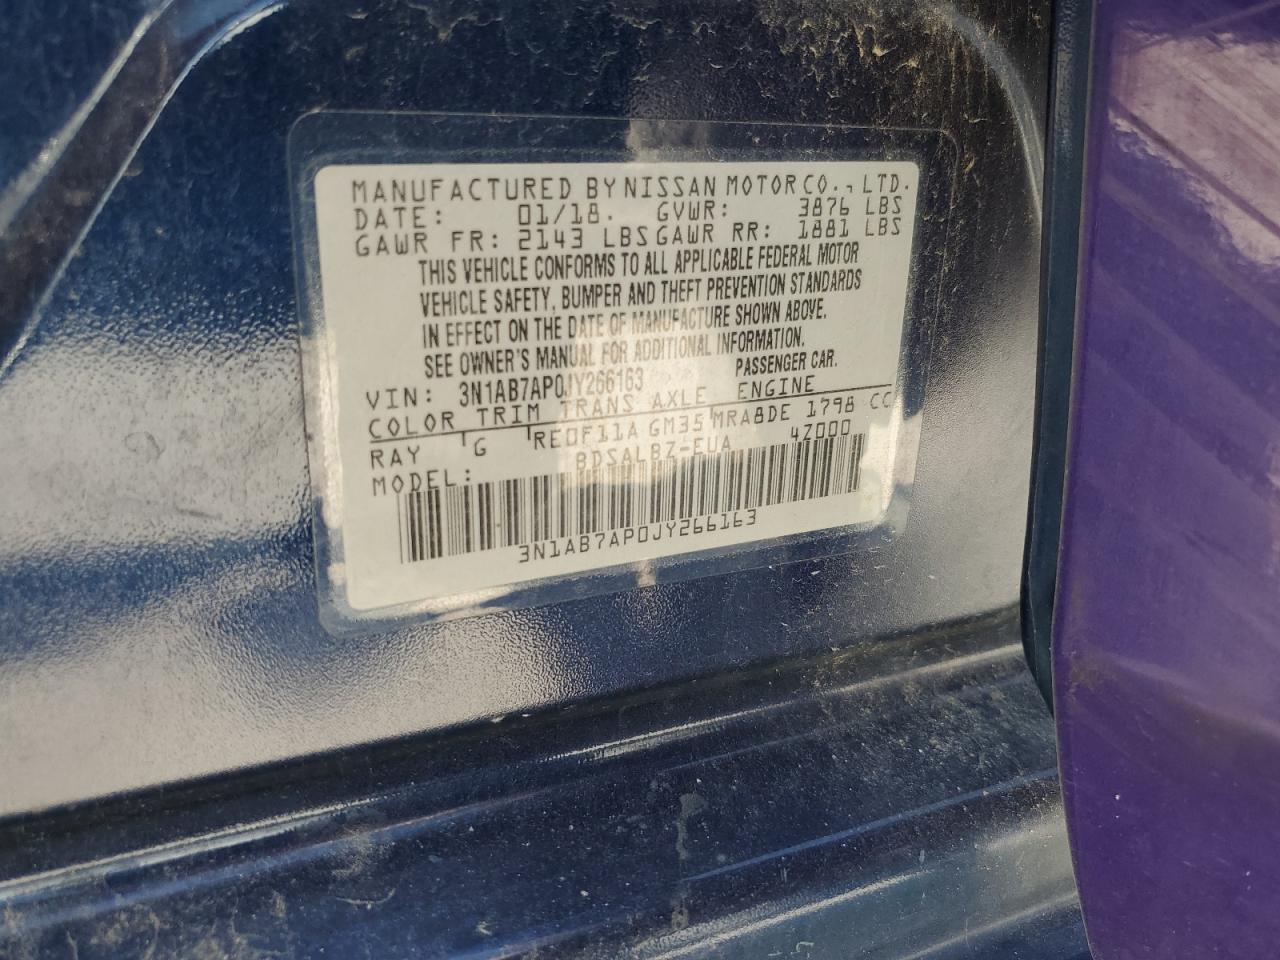 MANUFACTURED BY NISSAN MOTOR CO., LTD.
DATE: 01/18. GVWR: 3876 LBS
GAWR FR: 2143 LBS GAWR RR: 1881 LBS
THIS VEHICLE CONFORMS TO ALL APPLICABLE FEDERAL MOTOR
VEHICLE SAFETY, BUMPER AND THEFT PREVENTION STANDARDS
IN EFFECT ON THE DATE OF MANUFACTURE SHOWN ABOVE.
SEE OWNER'S MANUAL FOR ADDITIONAL INFORMATION.
VIN: 3N1AB7AP0JY266163 PASSENGER CAR.
COLOR TRIM TRANS AXLE ENGINE
RAY G RE0F11A GM35 MRA8DE 1798 CC
MODEL: BDSALBZ-EUA 4Z000
3N1AB7AP0JY266163